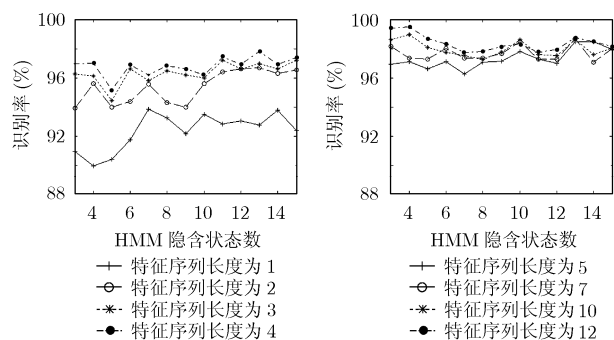 100
96
92
88
识别率 (%)
4 6 8 10 12 14
HMM 隐含状态数
特征序列长度为 1
特征序列长度为 2
特征序列长度为 3
特征序列长度为 4
100
96
92
88
识别率 (%)
4 6 8 10 12 14
HMM 隐含状态数
特征序列长度为 5
特征序列长度为 7
特征序列长度为 10
特征序列长度为 12